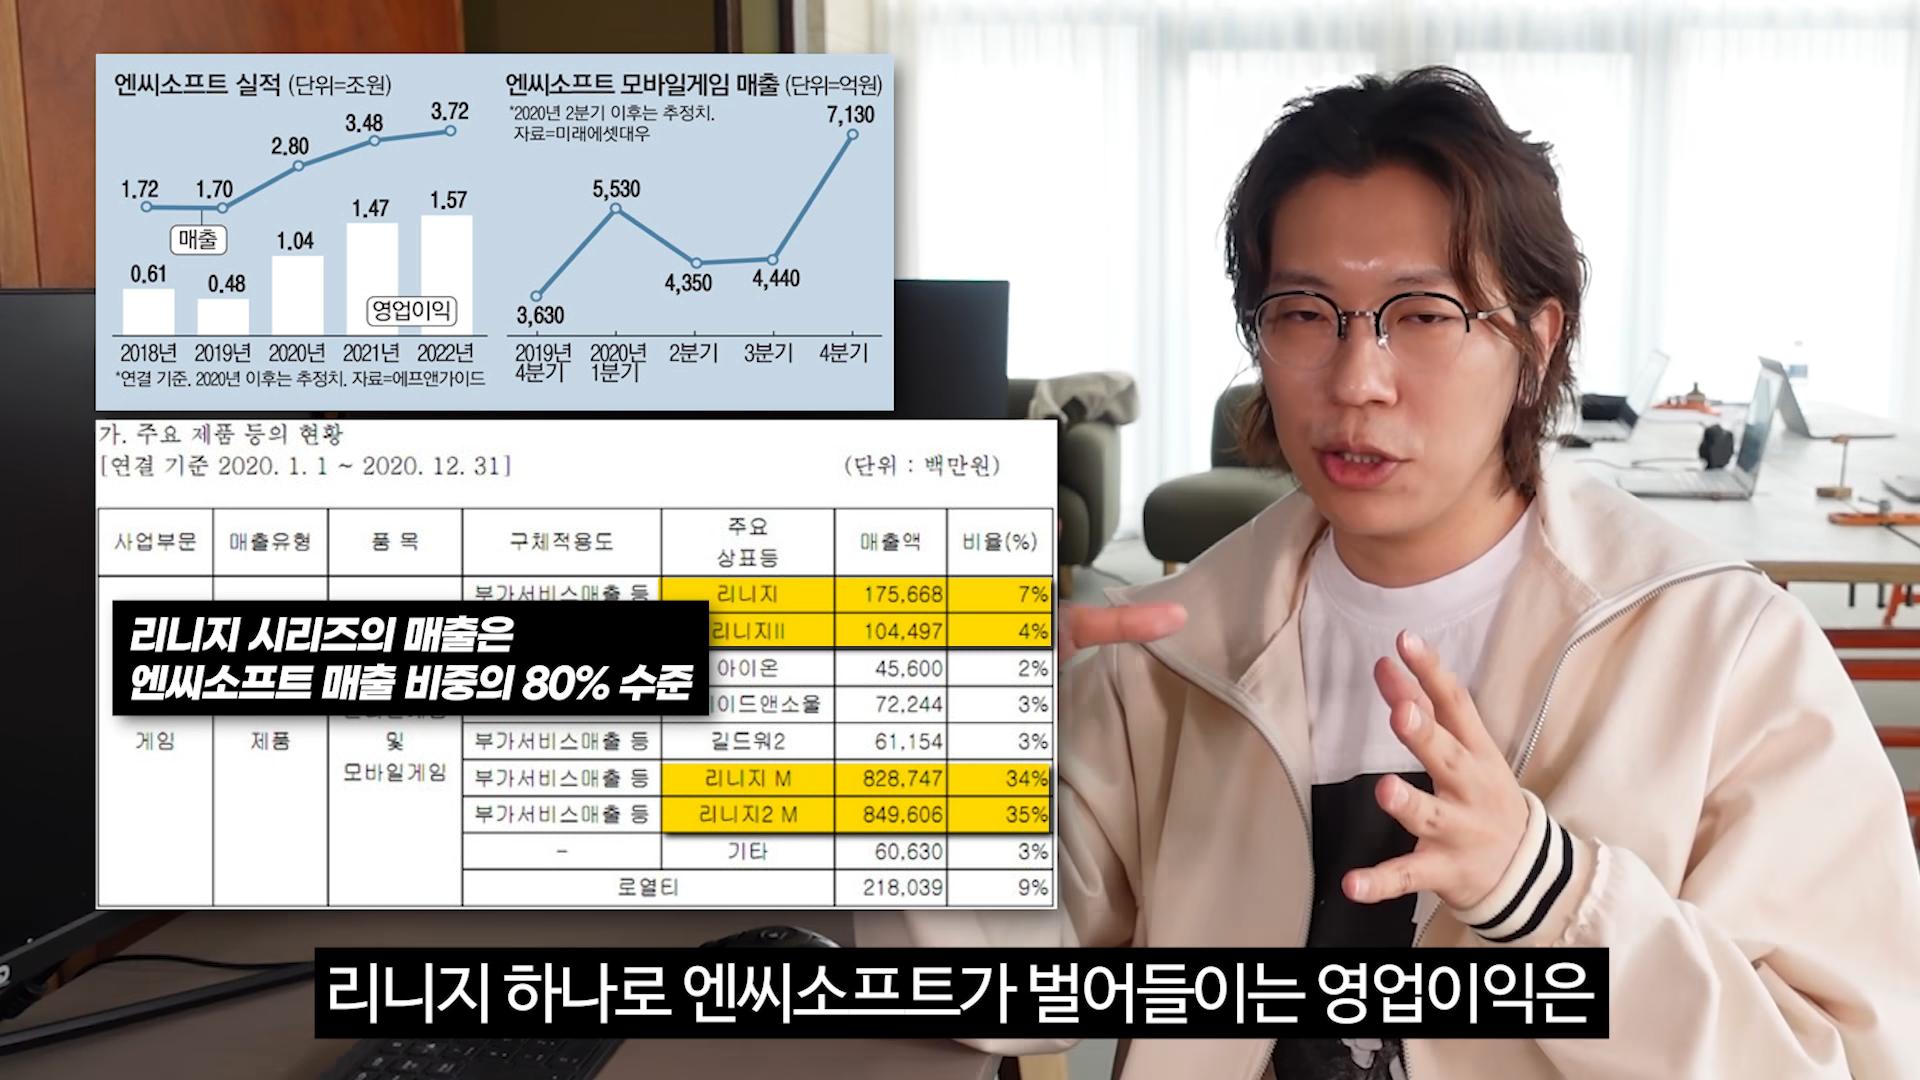 엔씨소프트 실적 (단위=조원)
1.72
1.70
2.80
3.48
3.72
매출
0.61
0.48
1.04
1.47
1.57
영업이익
2018년 2019년 2020년 2021년 2022년
*연결 기준. 2020년 이후는 추정치. 자료=에프앤가이드
엔씨소프트 모바일게임 매출 (단위=억원)
*2020년 2분기 이후는 추정치.
자료=미래에셋대우
3,630
5,530
4,350
4,440
7,130
2019년 2020년 2분기 3분기 4분기
4분기 1분기
가. 주요 제품 등의 현황
[연결 기준 2020. 1. 1 ~ 2020. 12. 31] (단위 : 백만원)
사업부문 매출유형 품 목 구체적용도 주요 상표등 매출액 비율(%)
부가서비스매출 등 리니지 175,668 7%
리니지II 104,497 4%
아이온 45,600 2%
이드앤소울 72,244 3%
게임 제품 및 부가서비스매출 등 길드워2 61,154 3%
모바일게임 부가서비스매출 등 리니지 M 828,747 34%
부가서비스매출 등 리니지2 M 849,606 35%
- 기타 60,630 3%
로열티 218,039 9%
리니지 시리즈의 매출은
엔씨소프트 매출 비중의 80% 수준
리니지 하나로 엔씨소프트가 벌어들이는 영업이익은